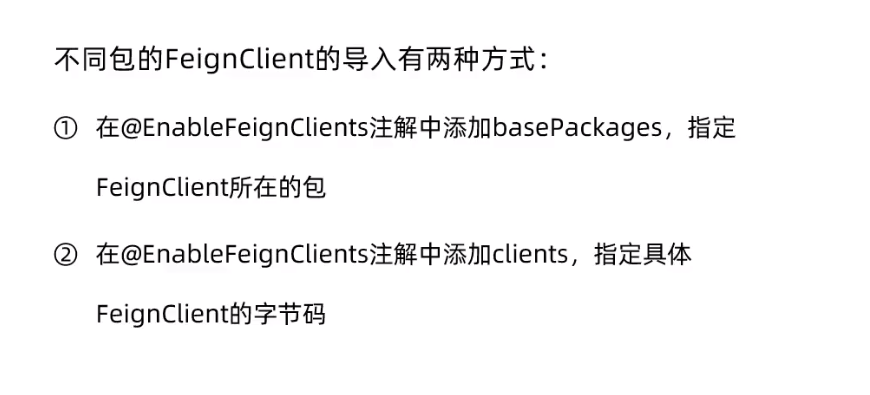 不同包的FeignClient的导入有两种方式：
① 在@EnableFeignClients注解中添加basePackages，指定
FeignClient所在的包
② 在@EnableFeignClients注解中添加clients，指定具体
FeignClient的字节码